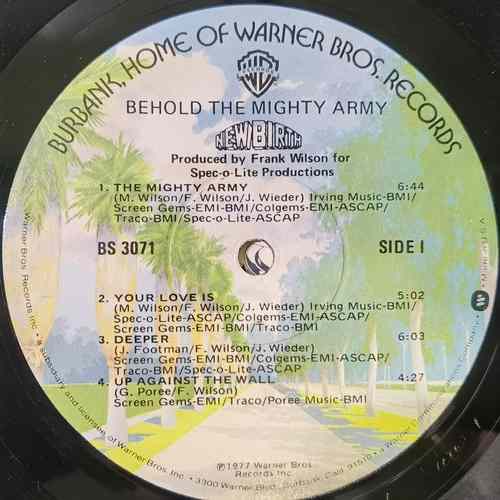 BURBANK, HOME OF WARNER BROS. RECORDS
BEHOLD THE MIGHTY ARMY
NEW BIRTH
Produced by Frank Wilson for
Spec-o-Lite Productions
1. THE MIGHTY ARMY 6:44
(M. Wilson/F. Wilson/J. Wieder) Irving Music-BMI/
Screen Gems-EMI-BMI/Colgems-EMI-ASCAP/
Traco-BMI/Spec-o-Lite-ASCAP
BS 3071 SIDE I
2. YOUR LOVE IS 5:02
(M. Wilson/F. Wilson/J. Wieder) Irving Music-BMI/
Spec-o-Lite-ASCAP/Colgems-EMI-ASCAP/
Screen Gems-EMI-BMI/Traco-BMI
3. DEEPER 6:03
(J. Footman/F. Wilson/J. Wieder)
Screen Gems-EMI-BMI/Colgems-EMI-ASCAP/
Traco-BMI/Spec-o-Lite-ASCAP
4. UP AGAINST THE WALL 4:27
(G. Poree/F. Wilson)
Screen Gems-EMI/Traco/Poree Music-BMI
℗1977 Warner Bros.
Records Inc.
Warner Bros. Records Inc. • a Subsidiary and licensee of Warner Bros. Inc. • 3300 Warner Blvd., Burbank, Calif. 91510 •